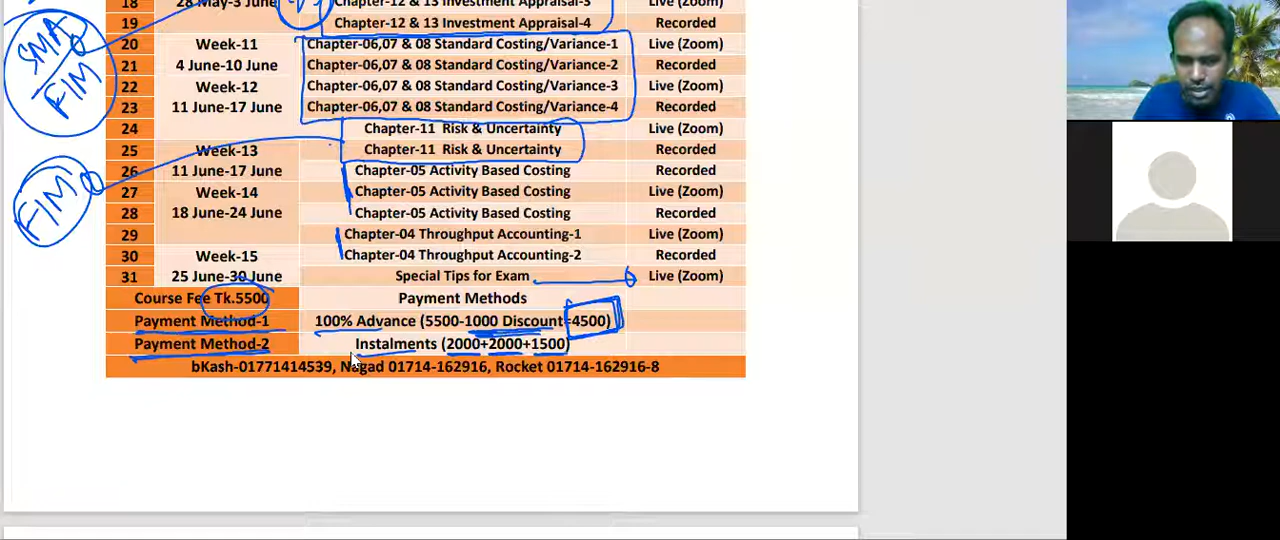 18 28 May-3 June Chapter-12 & 13 Investment Appraisal-3 Live (Zoom)
19 Chapter-12 & 13 Investment Appraisal-4 Recorded
20 Week-11 Chapter-06,07 & 08 Standard Costing/Variance-1 Live (Zoom)
21 4 June-10 June Chapter-06,07 & 08 Standard Costing/Variance-2 Recorded
22 Week-12 Chapter-06,07 & 08 Standard Costing/Variance-3 Live (Zoom)
23 11 June-17 June Chapter-06,07 & 08 Standard Costing/Variance-4 Recorded
24 Chapter-11 Risk & Uncertainty Live (Zoom)
25 Week-13 Chapter-11 Risk & Uncertainty Recorded
26 11 June-17 June Chapter-05 Activity Based Costing Recorded
27 Week-14 Chapter-05 Activity Based Costing Live (Zoom)
28 18 June-24 June Chapter-05 Activity Based Costing Recorded
29 Chapter-04 Throughput Accounting-1 Live (Zoom)
30 Week-15 Chapter-04 Throughput Accounting-2 Recorded
31 25 June-30 June Special Tips for Exam Live (Zoom)
Course Fee Tk.5500 Payment Methods
Payment Method-1 100% Advance (5500-1000 Discount=4500)
Payment Method-2 Instalments (2000+2000+1500)
bKash-01771414539, Nagad 01714-162916, Rocket 01714-162916-8
SMA
FIM
FIM